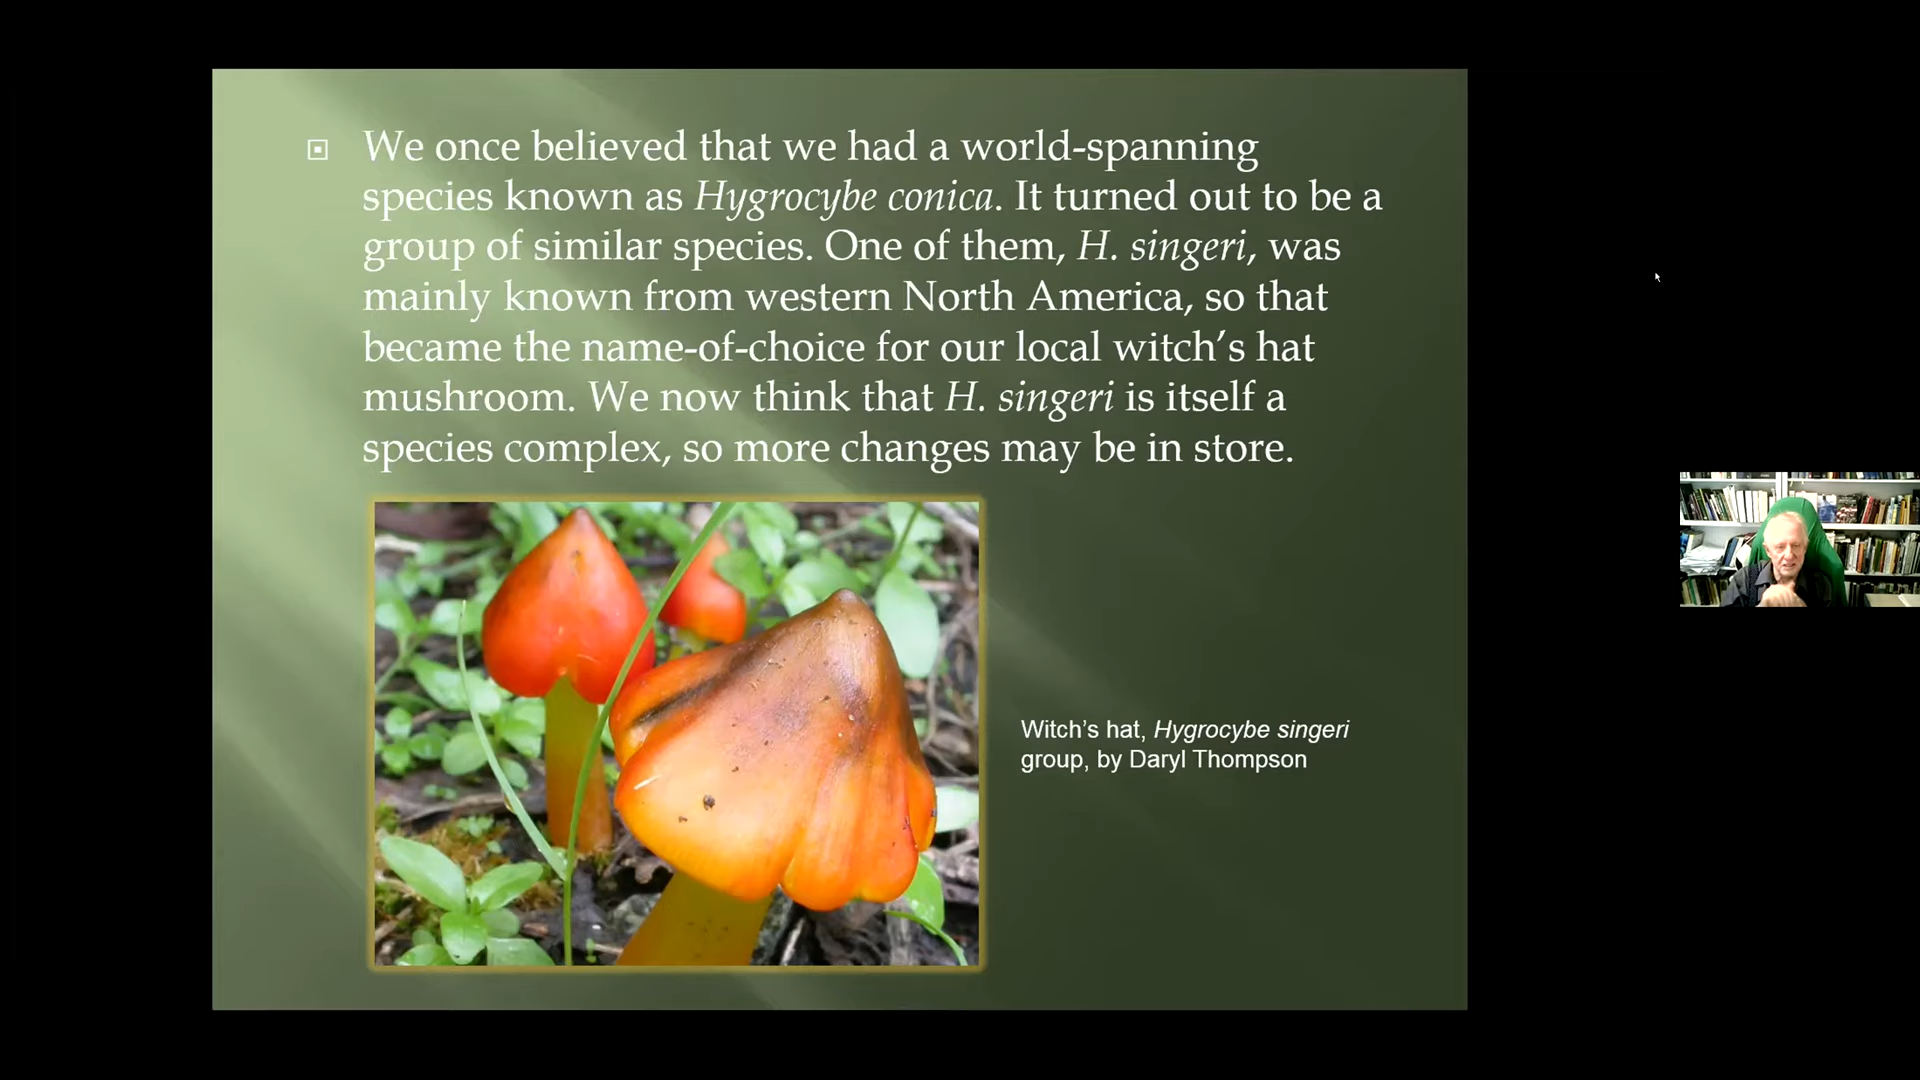 We once believed that we had a world-spanning
species known as Hygrocybe conica. It turned out to be a
group of similar species. One of them, H. singeri, was
mainly known from western North America, so that
became the name-of-choice for our local witch’s hat
mushroom. We now think that H. singeri is itself a
species complex, so more changes may be in store.
Witch’s hat, Hygrocybe singeri
group, by Daryl Thompson